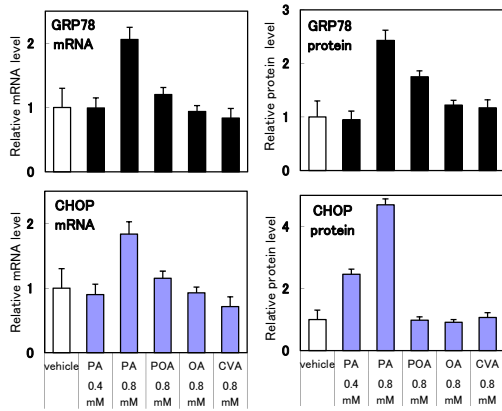 GRP78
mRNA
Relative mRNA level
2
1
0
GRP78
protein
Relative protein level
3
2
1
0
CHOP
mRNA
Relative mRNA level
2
1
0
CHOP
protein
Relative protein level
4
2
0
vehicle PA PA POA OA CVA
0.4 0.8 0.8 0.8 0.8
mM mM mM mM mM
vehicle PA PA POA OA CVA
0.4 0.8 0.8 0.8 0.8
mM mM mM mM mM